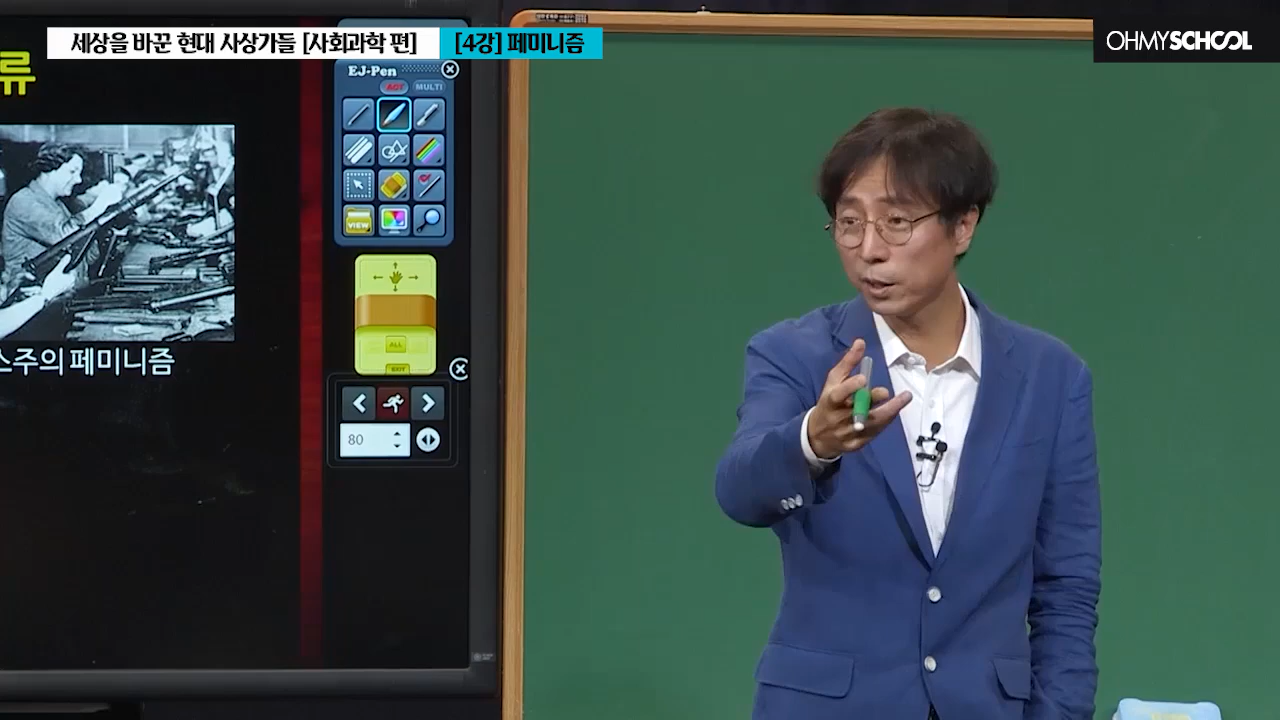 세상을 바꾼 현대 사상가들 [사회과학 편] [4강] 페미니즘
OHMYSCHOOL
류
EJ-Pen
MULTI
VIEW
스주의 페미니즘
ALL
EXIT
80